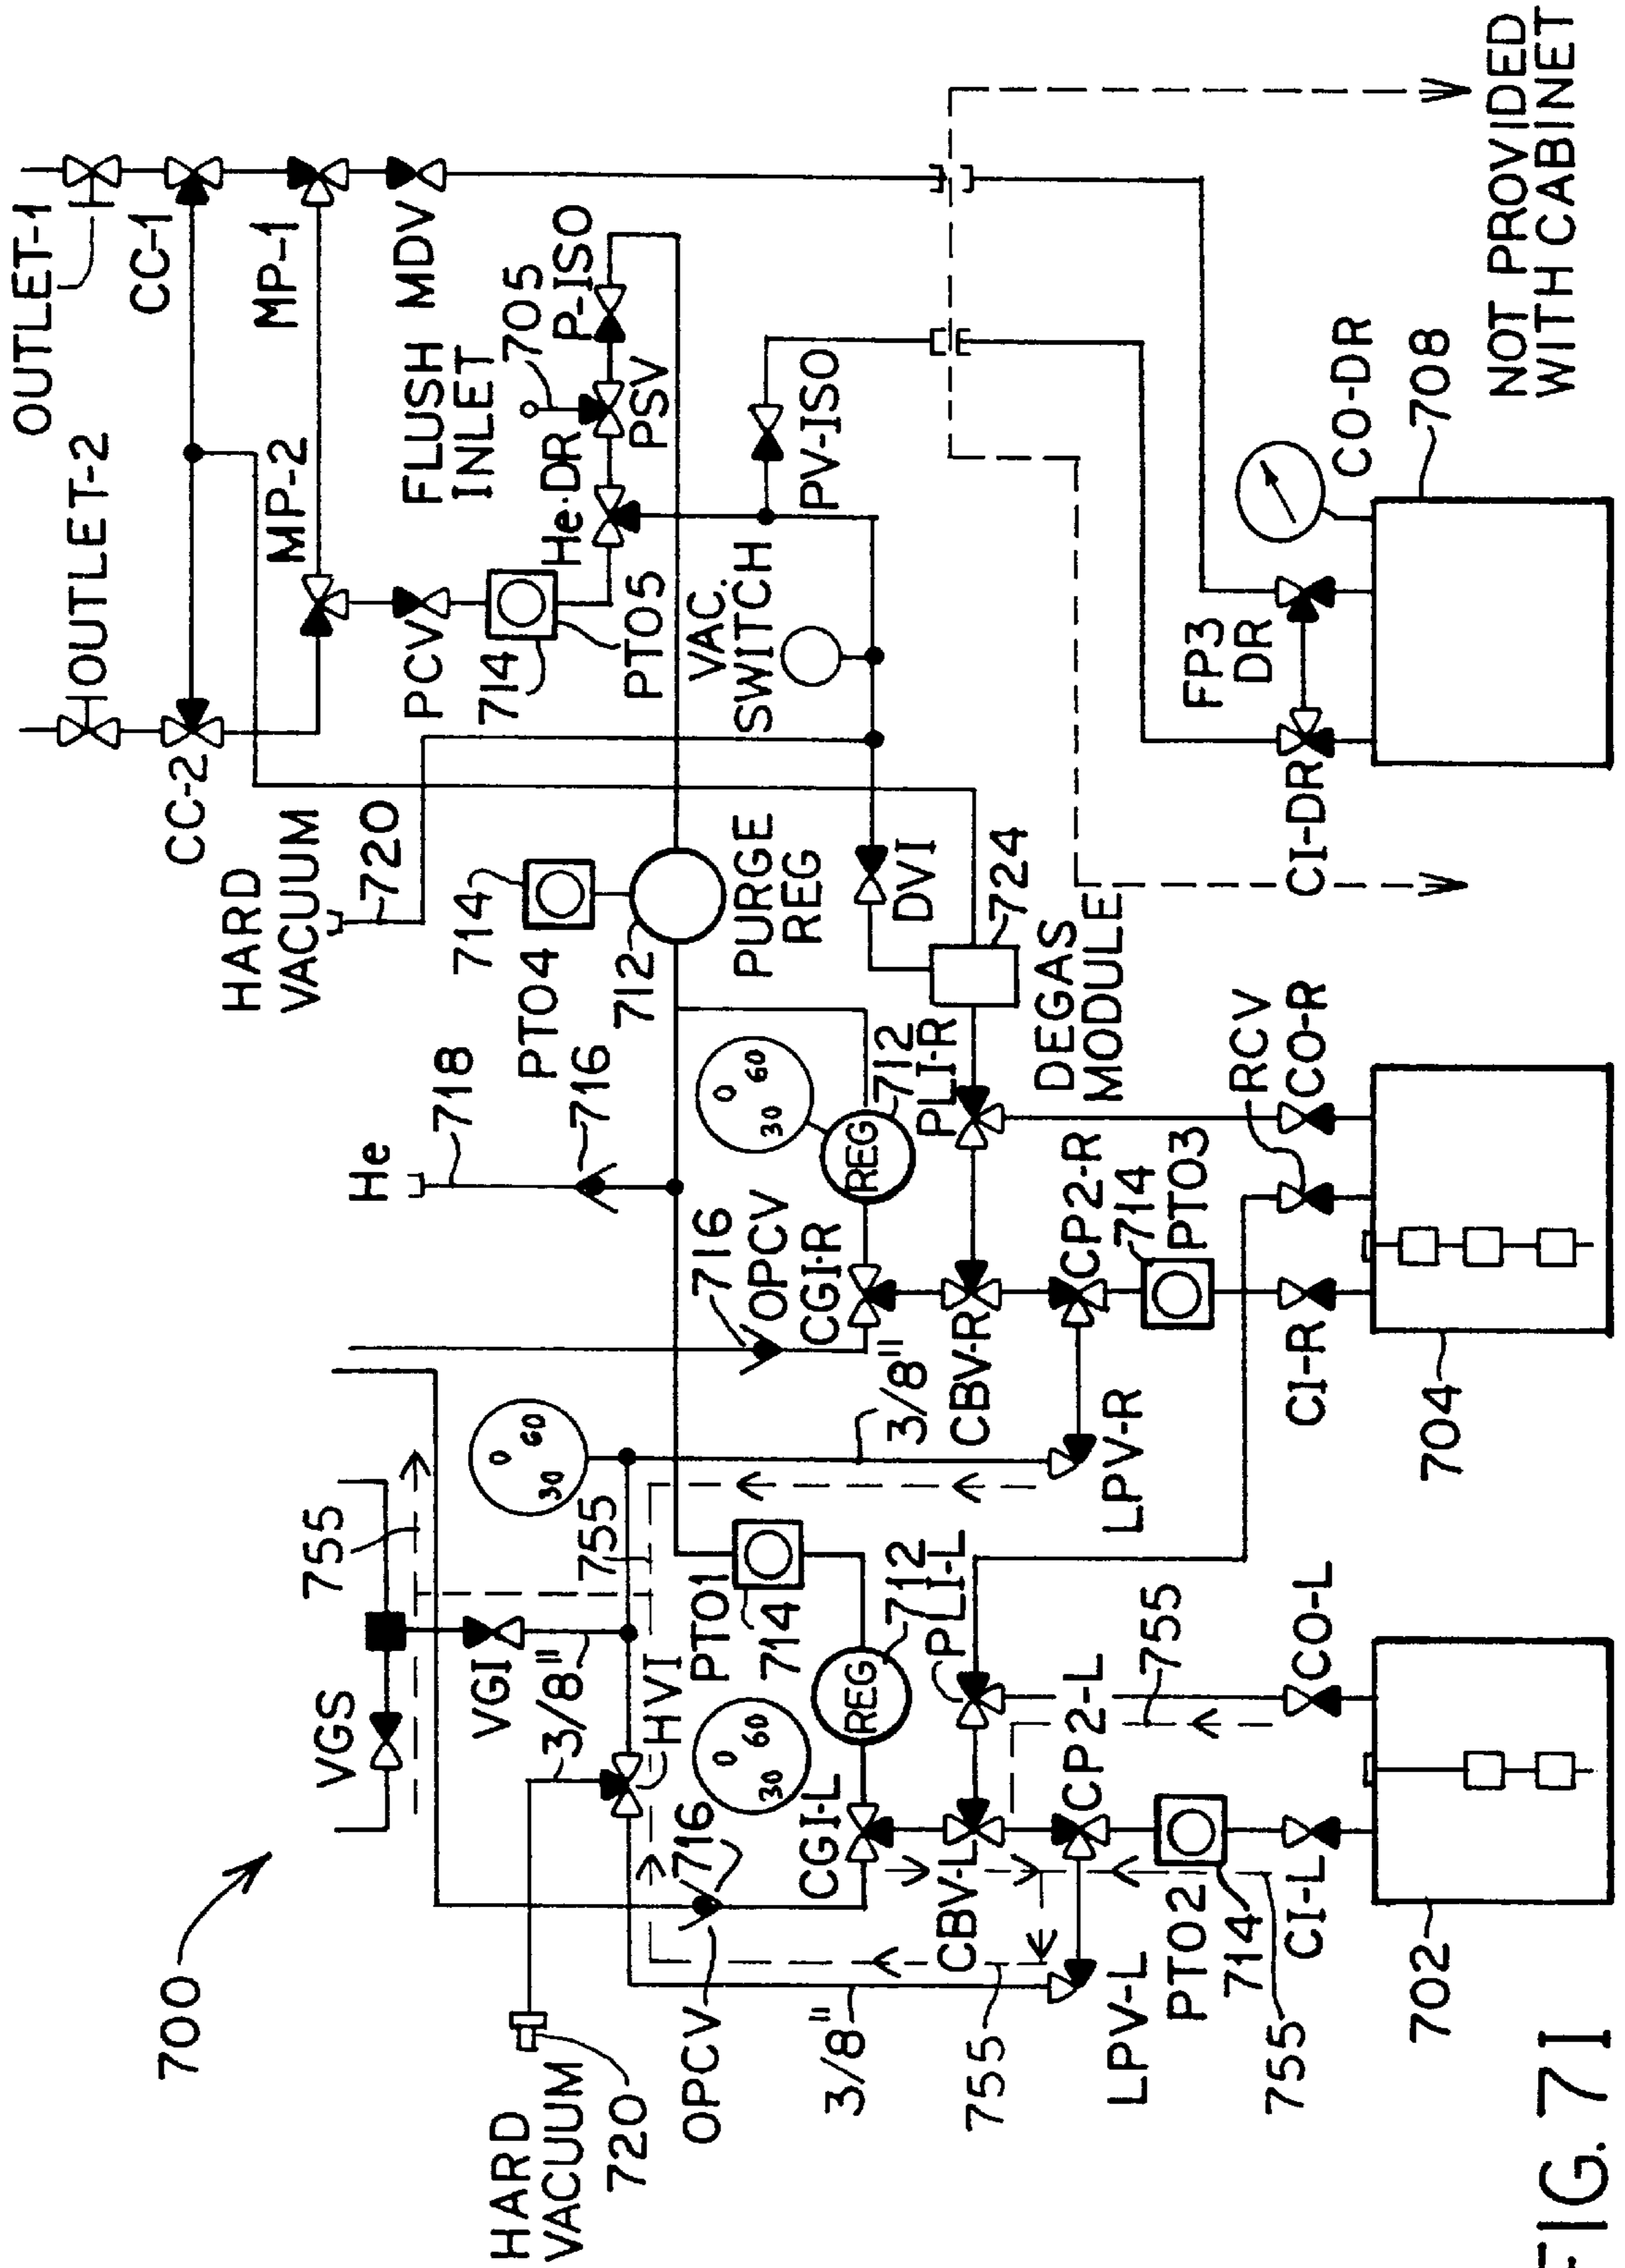 700
HARD
VACUUM
720
VGS
755
VGI
3/8"
3/8"
HVI
OPCV
716
0
30
60
755
PT01
714
0
30
60
REG
712
CGI-L
PLI-L
CBV-L
CP2-L
3/8"
755
LPV-L
PT02
714
755
CI-L
CO-L
755
702
He
718
716
716
OPCV
CGI-R
0
30
60
REG
712
PLI-R
3/8"
CBV-R
CP2-R
714
PT03
LPV-R
RCV
CI-R
CO-R
704
HARD
VACUUM
720
714
PT04
712
PURGE
REG
DVI
724
DEGAS
MODULE
OUTLET-2
OUTLET-1
CC-2
CC-1
MP-2
MP-1
PCV
MDV
714
PT05
FLUSH
INLET
705
He·DR
P-ISO
PSV
VAC.
SWITCH
PV-ISO
FP3
DR
CI-DR
CO-DR
708
NOT PROVIDED
WITH CABINET
FIG. 7I